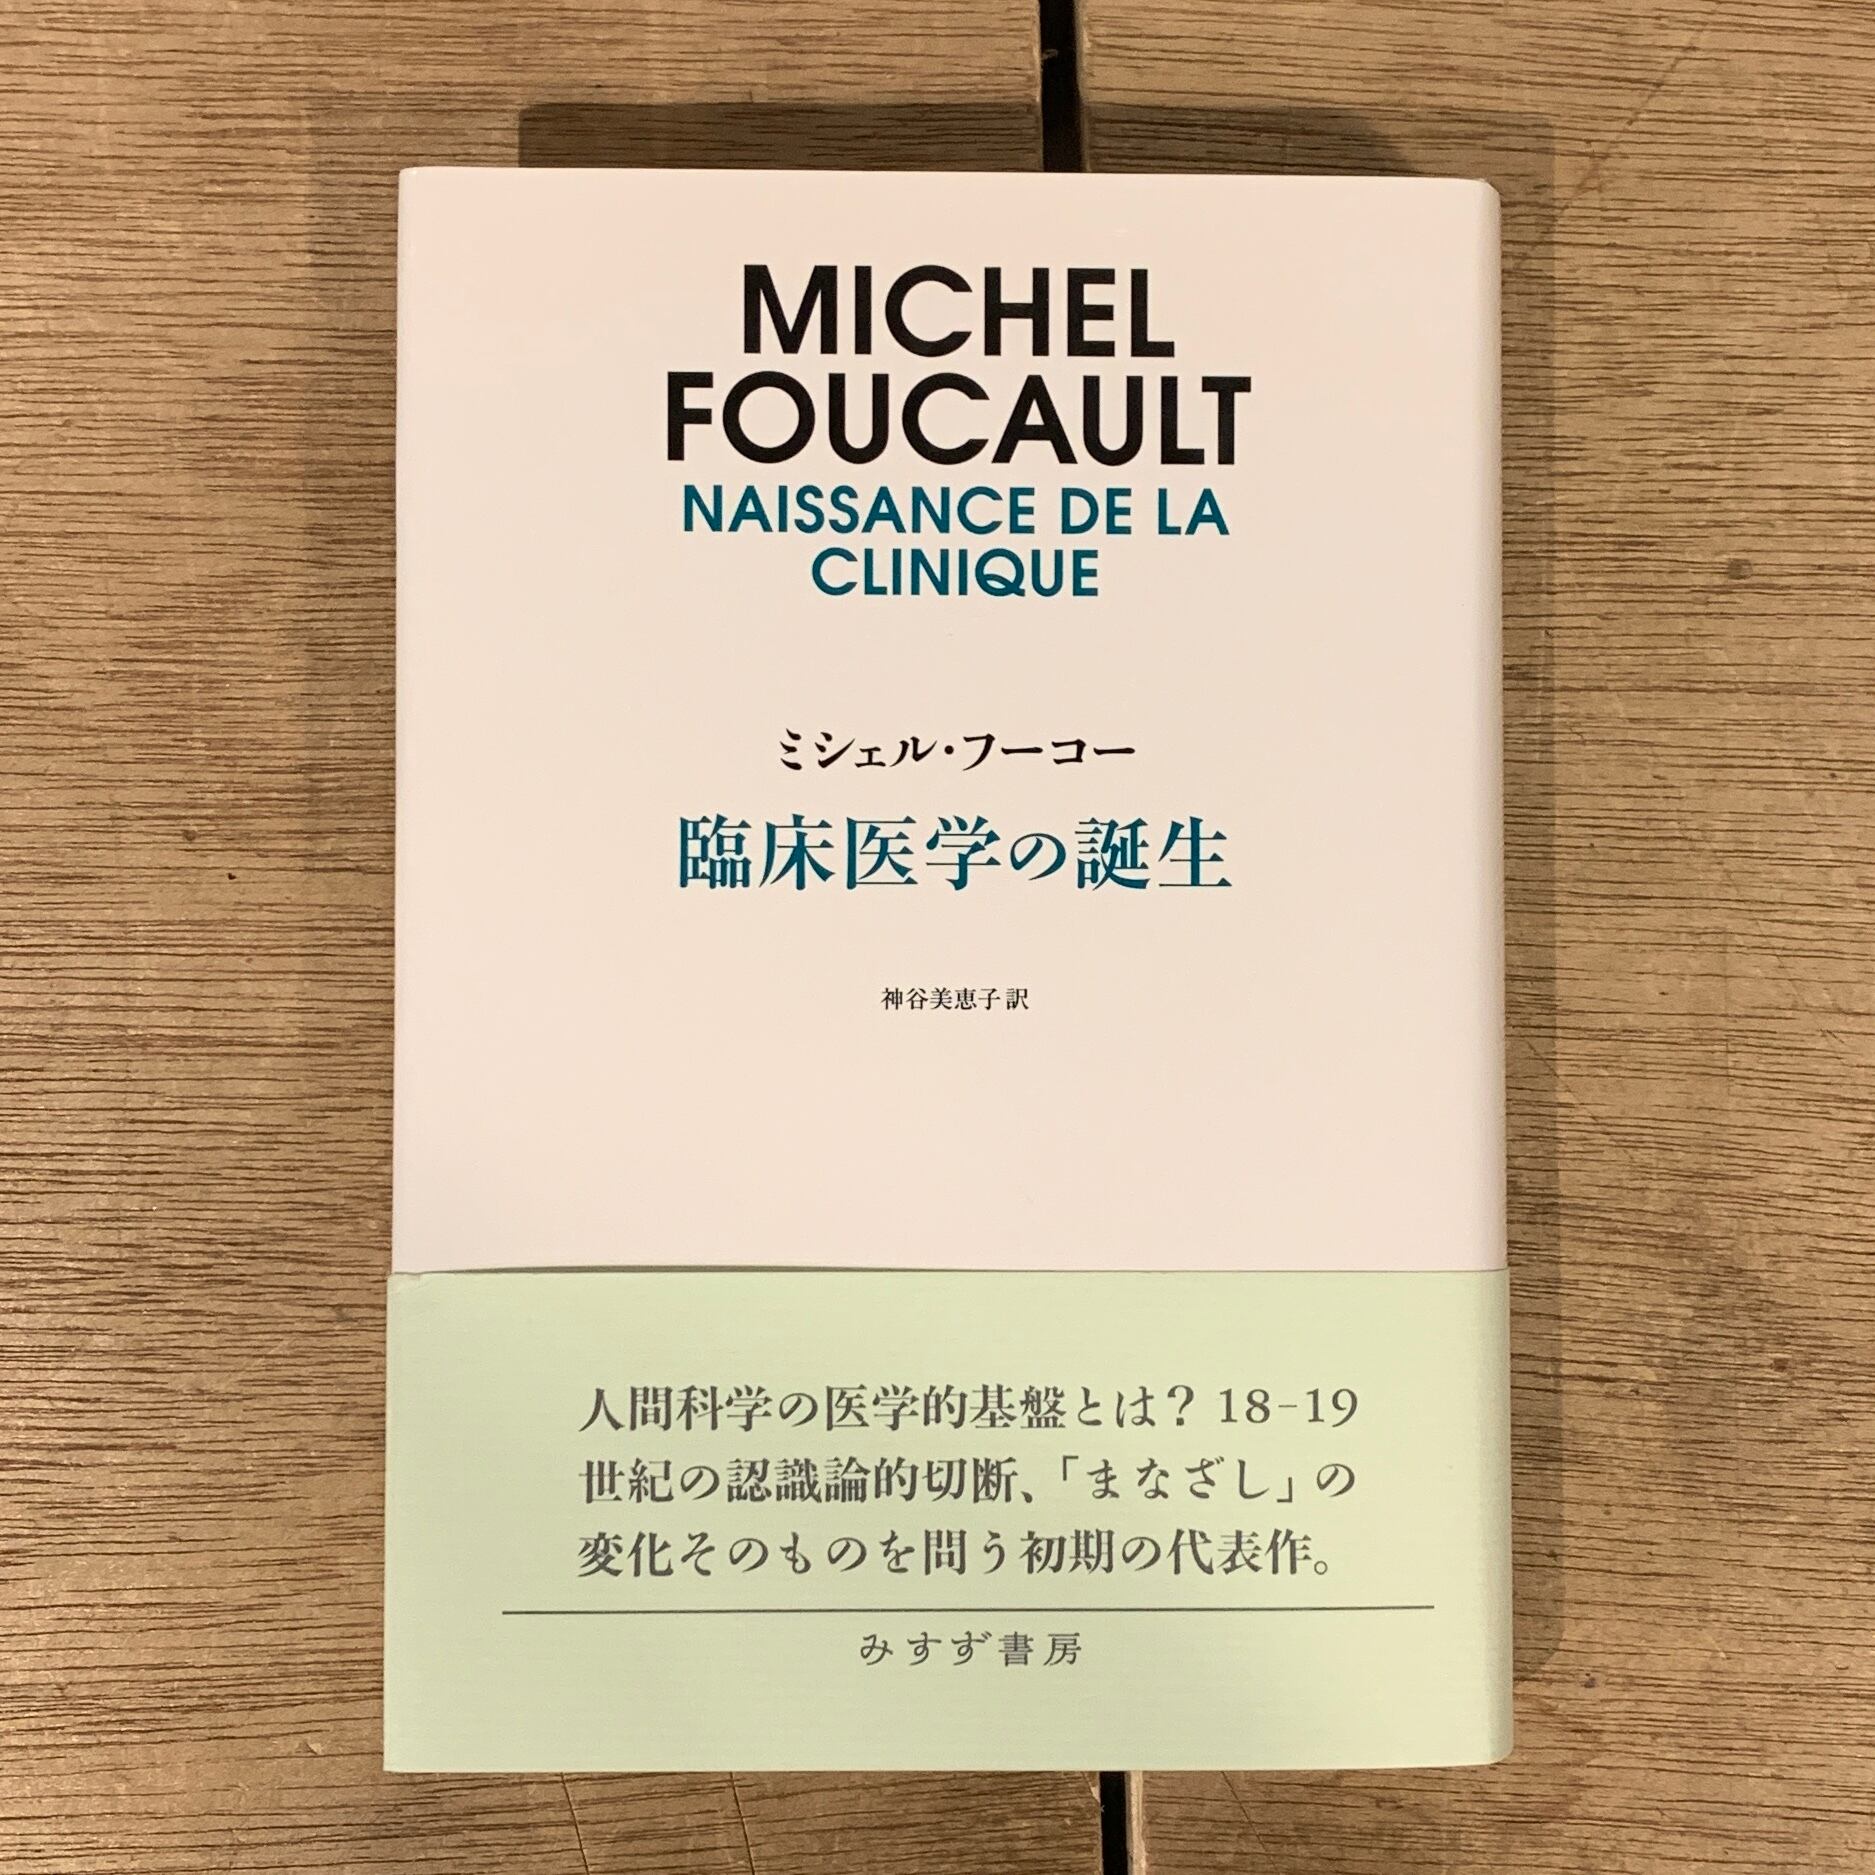 MICHEL
FOUCAULT
NAISSANCE DE LA
CLINIQUE
ミシェル・フーコー
臨床医学の誕生
神谷美恵子 訳
人間科学の医学的基盤とは? 18–19
世紀の認識論的切断、「まなざし」の
変化そのものを問う初期の代表作。
みすず書房